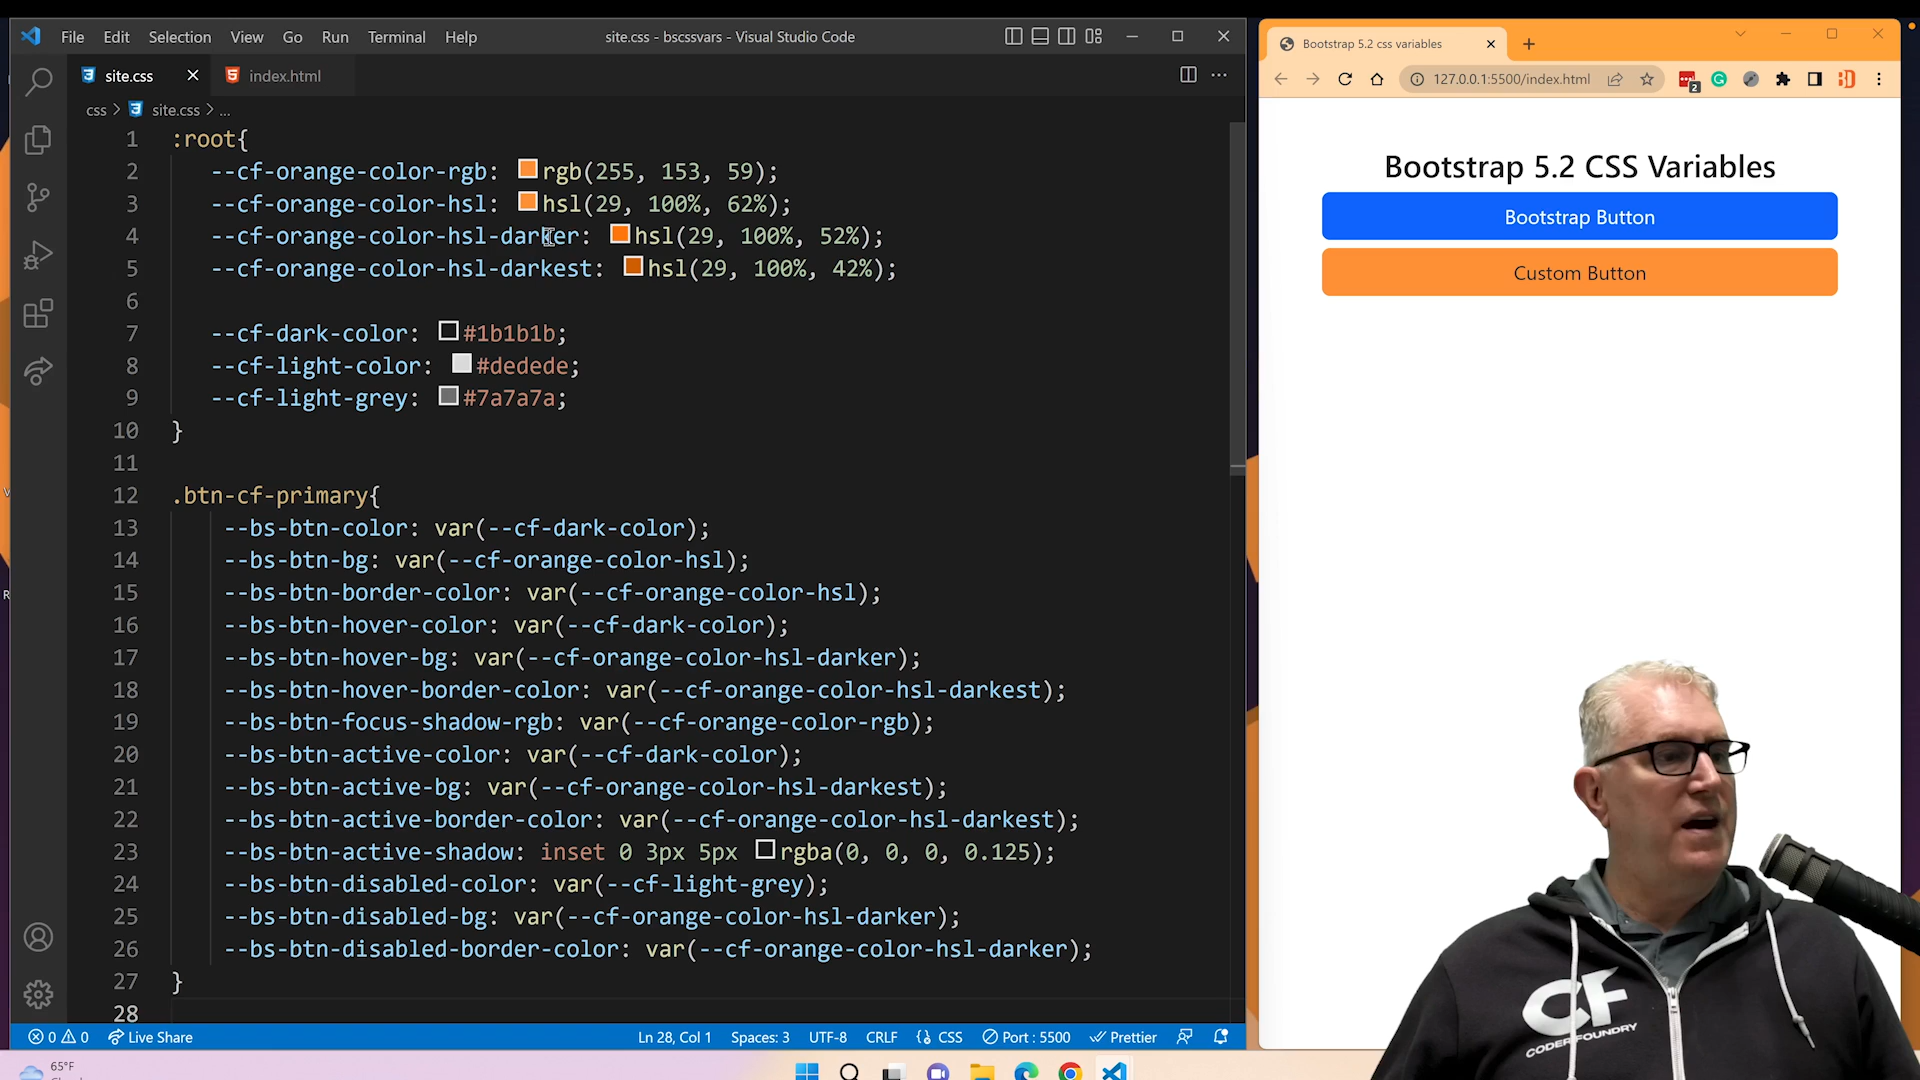 File Edit Selection View Go Run Terminal Help
site.css - bscssvars - Visual Studio Code
site.css index.html
css > site.css > ...
1 :root{
2 --cf-orange-color-rgb: rgb(255, 153, 59);
3 --cf-orange-color-hsl: hsl(29, 100%, 62%);
4 --cf-orange-color-hsl-darker: hsl(29, 100%, 52%);
5 --cf-orange-color-hsl-darkest: hsl(29, 100%, 42%);
6
7 --cf-dark-color: #1b1b1b;
8 --cf-light-color: #dedede;
9 --cf-light-grey: #7a7a7a;
10 }
11
12 .btn-cf-primary{
13 --bs-btn-color: var(--cf-dark-color);
14 --bs-btn-bg: var(--cf-orange-color-hsl);
15 --bs-btn-border-color: var(--cf-orange-color-hsl);
16 --bs-btn-hover-color: var(--cf-dark-color);
17 --bs-btn-hover-bg: var(--cf-orange-color-hsl-darker);
18 --bs-btn-hover-border-color: var(--cf-orange-color-hsl-darkest);
19 --bs-btn-focus-shadow-rgb: var(--cf-orange-color-rgb);
20 --bs-btn-active-color: var(--cf-dark-color);
21 --bs-btn-active-bg: var(--cf-orange-color-hsl-darkest);
22 --bs-btn-active-border-color: var(--cf-orange-color-hsl-darkest);
23 --bs-btn-active-shadow: inset 0 3px 5px rgba(0, 0, 0, 0.125);
24 --bs-btn-disabled-color: var(--cf-light-grey);
25 --bs-btn-disabled-bg: var(--cf-orange-color-hsl-darker);
26 --bs-btn-disabled-border-color: var(--cf-orange-color-hsl-darker);
27 }
28
0 0 Live Share Ln 28, Col 1 Spaces: 3 UTF-8 CRLF CSS Port : 5500 Prettier
65°F
Bootstrap 5.2 css variables
127.0.0.1:5500/index.html
2
Bootstrap 5.2 CSS Variables
Bootstrap Button
Custom Button
CF
CODER FOUNDRY